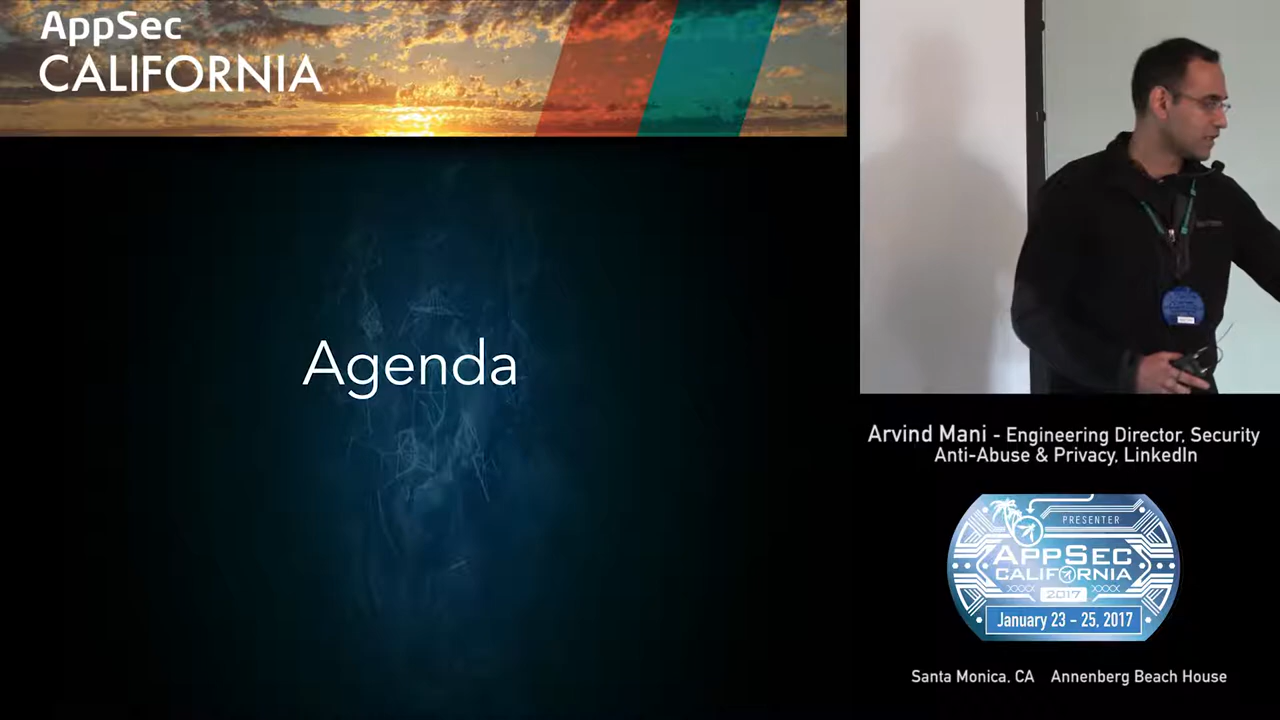 AppSec
CALIFORNIA
Agenda
Arvind Mani - Engineering Director, Security
Anti-Abuse & Privacy, LinkedIn
PRESENTER
APPSEC
CALIFORNIA
2017
January 23 - 25, 2017
Santa Monica, CA Annenberg Beach House